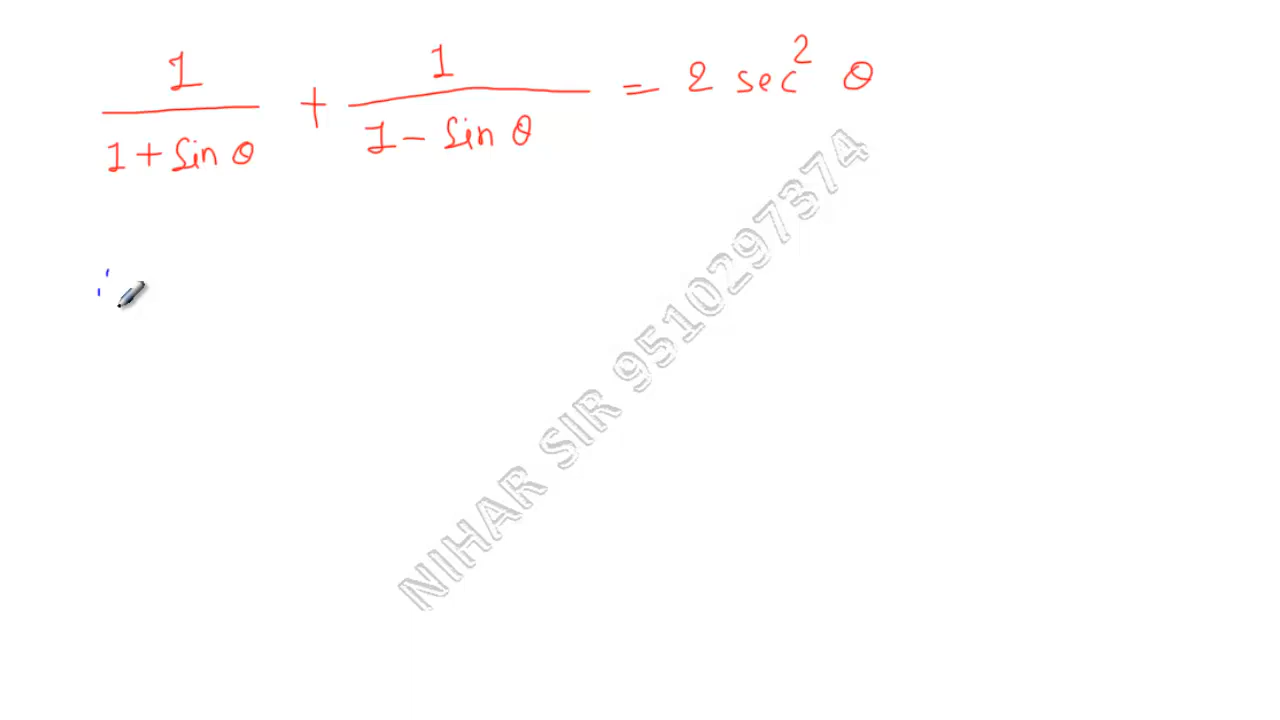 1/(1 + sin θ) + 1/(1 - sin θ) = 2 sec² θ
NIHAR SIR 9510297374